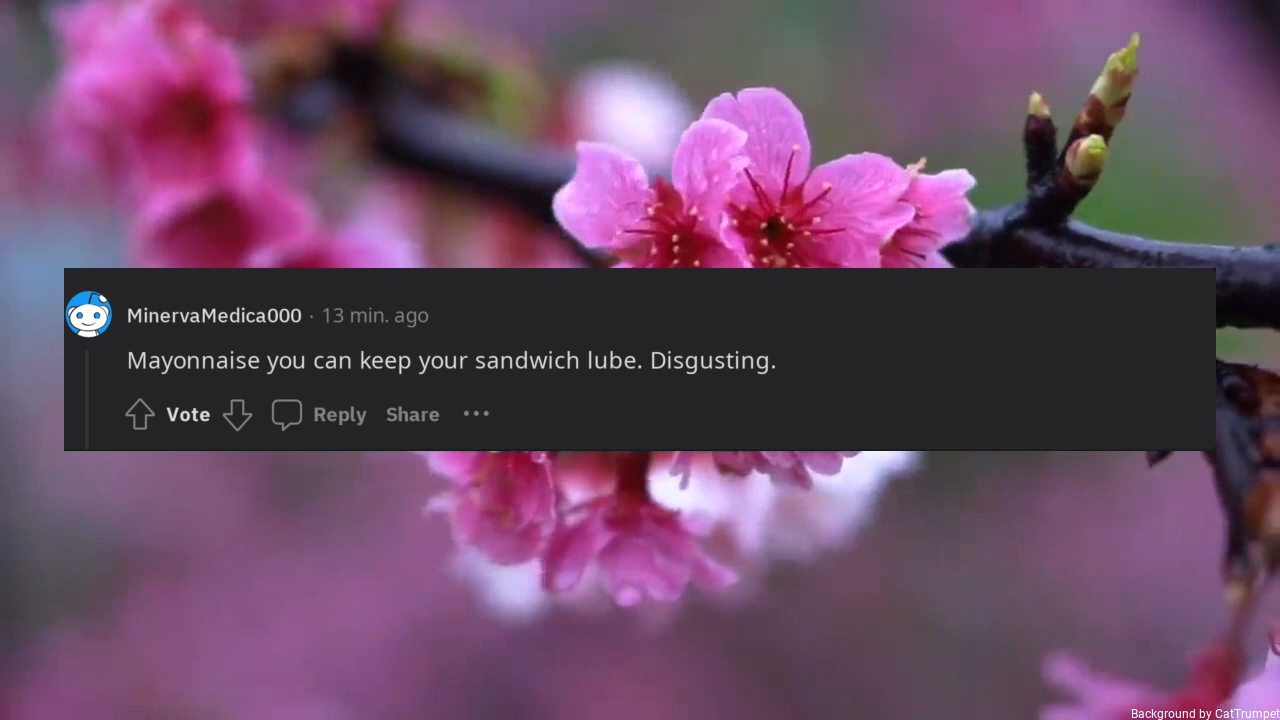 MinervaMedica000 · 13 min. ago
Mayonnaise you can keep your sandwich lube. Disgusting.
Vote Reply Share ···
Background by CatTrumpet